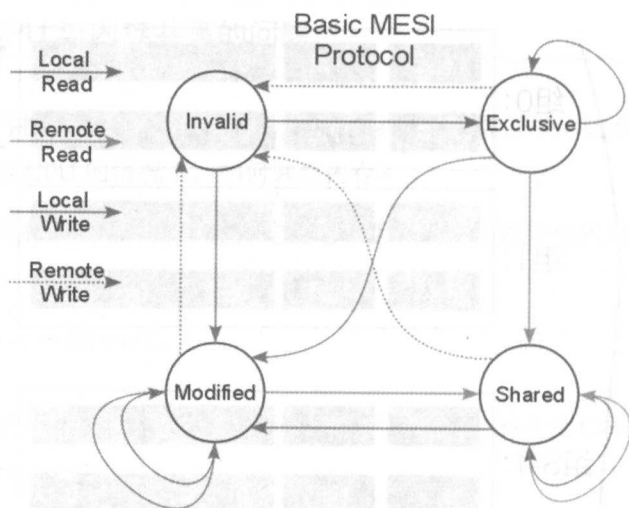 Basic MESI
Protocol
Local
Read
Remote
Read
Local
Write
Remote
Write
Invalid
Exclusive
Modified
Shared